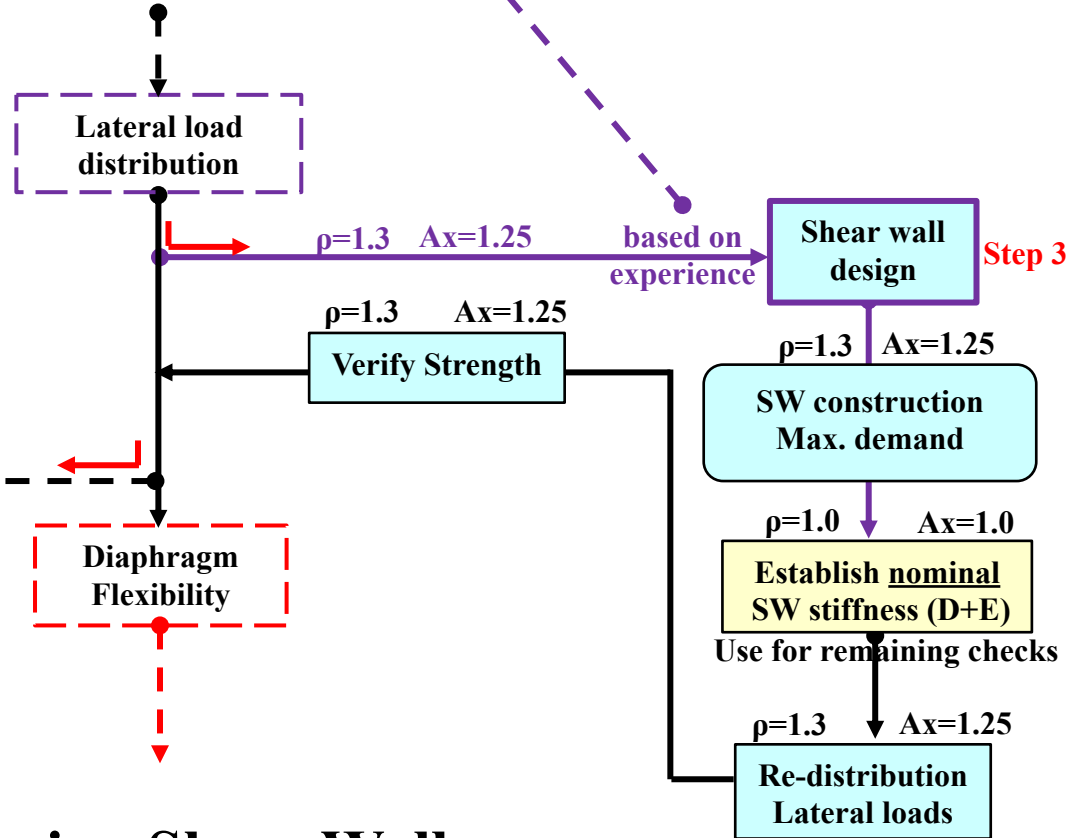 Lateral load
distribution
ρ=1.3 Ax=1.25
based on
experience
Shear wall
design
Step 3
ρ=1.3 Ax=1.25
Verify Strength
ρ=1.3 Ax=1.25
SW construction
Max. demand
ρ=1.0 Ax=1.0
Establish nominal
SW stiffness (D+E)
Use for remaining checks
Diaphragm
Flexibility
ρ=1.3 Ax=1.25
Re-distribution
Lateral loads